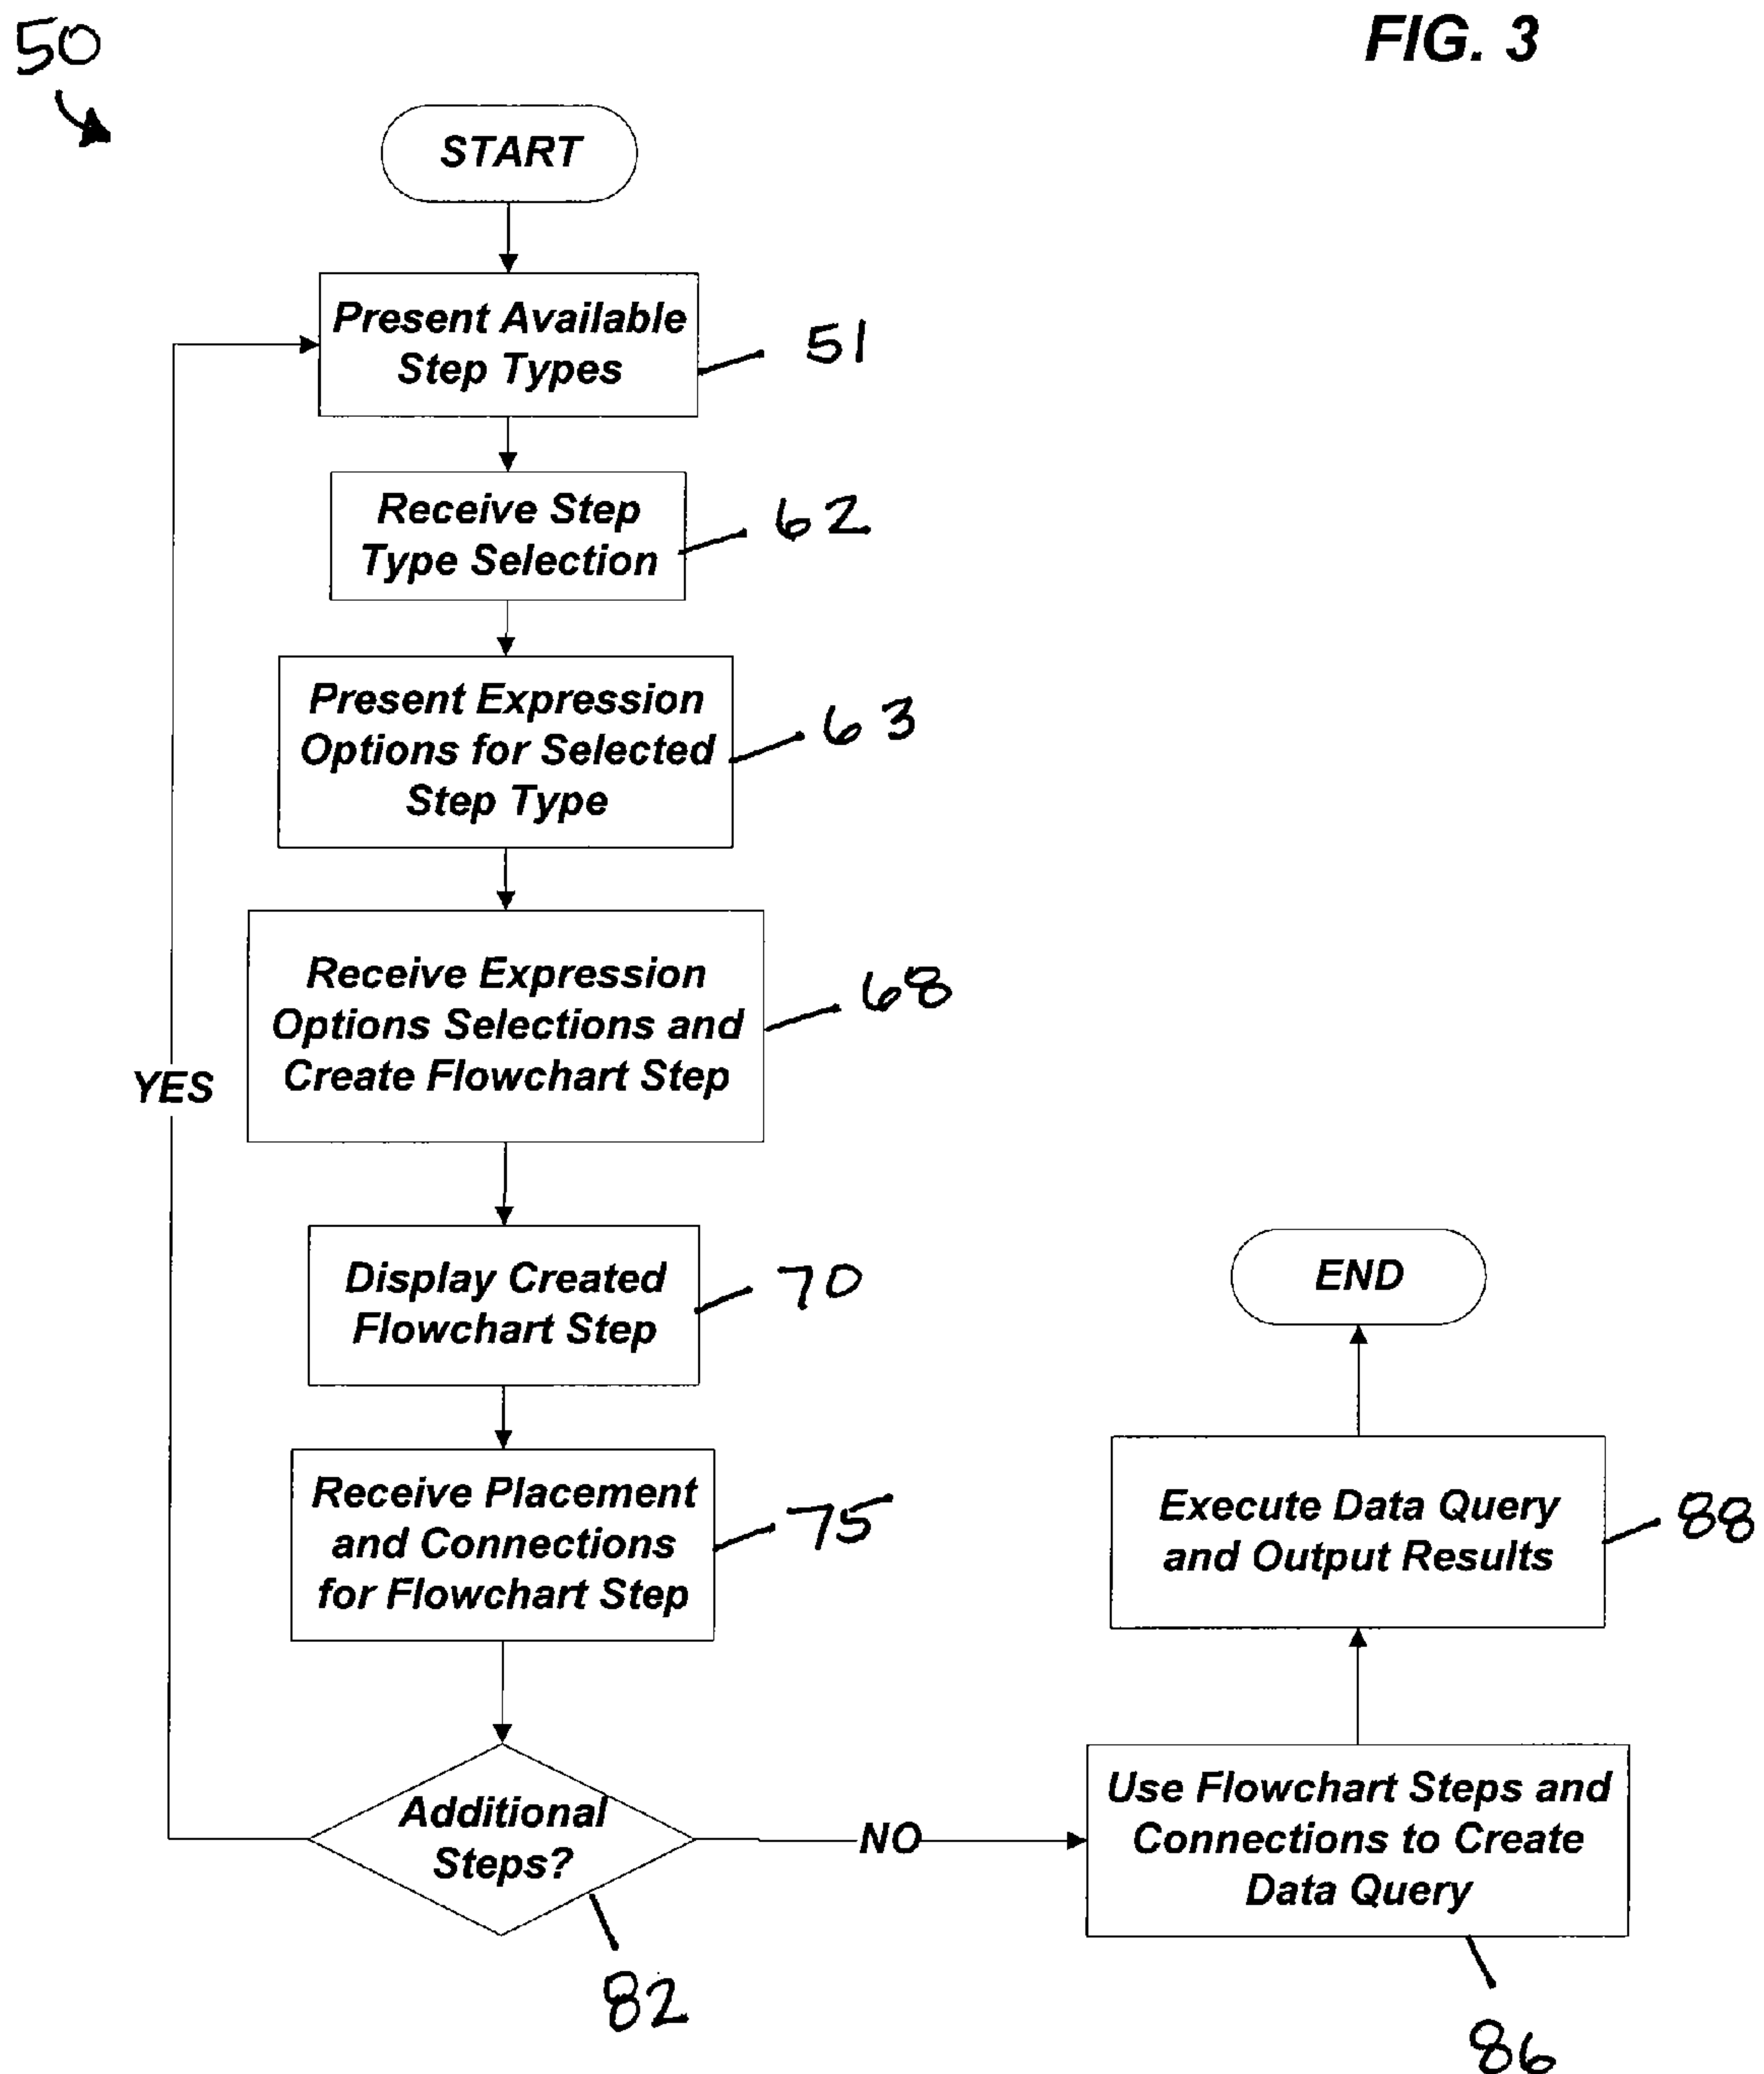 50
FIG. 3
START
Present Available
Step Types
51
Receive Step
Type Selection
62
Present Expression
Options for Selected
Step Type
63
Receive Expression
Options Selections and
Create Flowchart Step
68
YES
Display Created
Flowchart Step
70
Receive Placement
and Connections
for Flowchart Step
75
Additional
Steps?
82
NO
Use Flowchart Steps and
Connections to Create
Data Query
86
Execute Data Query
and Output Results
88
END